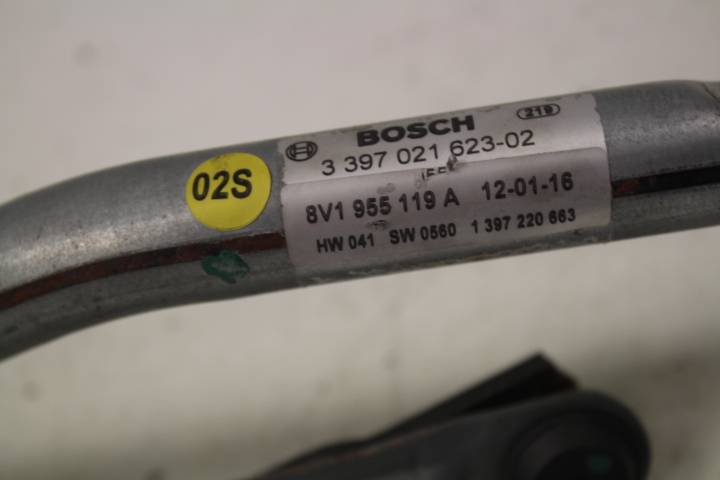 219
BOSCH
3 397 021 623-02
02S
8V1 955 119 A 12-01-16
HW 041 SW 0560 1 397 220 663